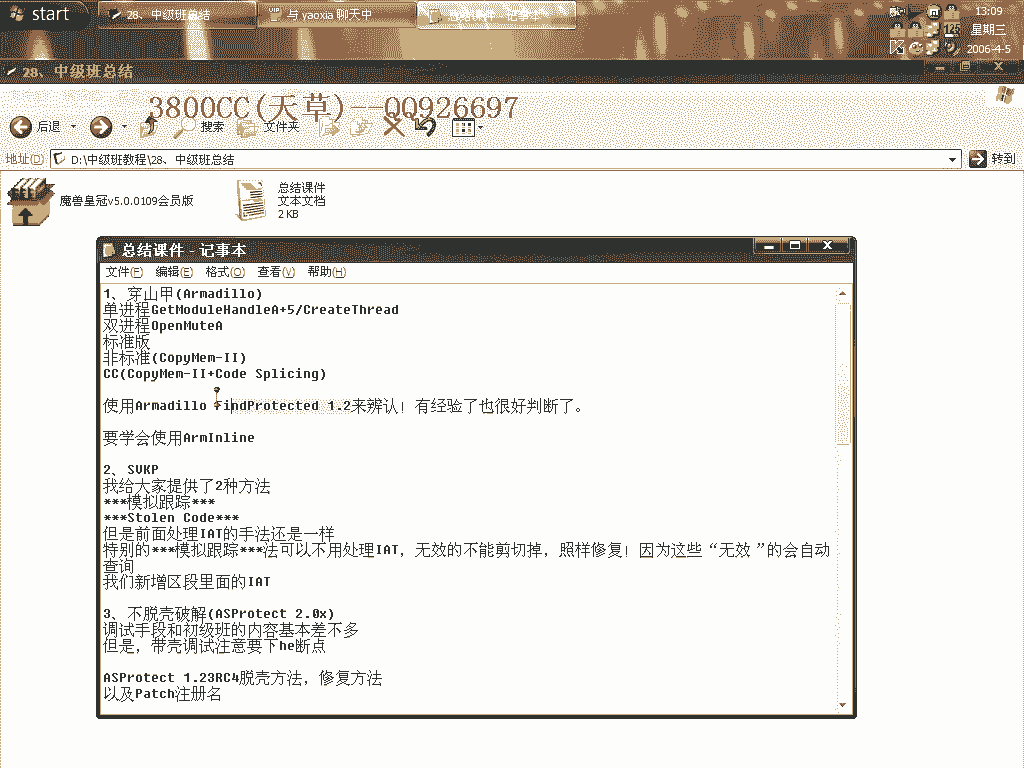 start
28、中级班总结
与 yaoxia 聊天中
总结课件 - 记事本
13:09
星期三
2006-4-5
28、中级班总结
3800CC(天草)--QQ926697
后退
搜索
文件夹
地址(D)
D:\中级班教程\28、中级班总结
转到
魔兽皇冠v5.0.0109会员版
总结课件
文本文档
2 KB
总结课件 - 记事本
文件(F) 编辑(E) 格式(O) 查看(V) 帮助(H)
1、穿山甲(Armadillo)
单进程GetModuleHandleA+5/CreateThread
双进程OpenMuteA
标准版
非标准(CopyMem-II)
CC(CopyMem-II+Code Splicing)
使用Armadillo FindProtected 1.2来辨认！有经验了也很好判断了。
要学会使用ArmInline
2、SVKP
我给大家提供了2种方法
***模拟跟踪***
***Stolen Code***
但是前面处理IAT的手法还是一样
特别的***模拟跟踪***法可以不用处理IAT，无效的不能剪切掉，照样修复！因为这些“无效 ”的会自动
查询
我们新增区段里面的IAT
3、不脱壳破解(ASProtect 2.0x)
调试手段和初级班的内容基本差不多
但是，带壳调试注意要下he断点
ASProtect 1.23RC4脱壳方法，修复方法
以及Patch注册名